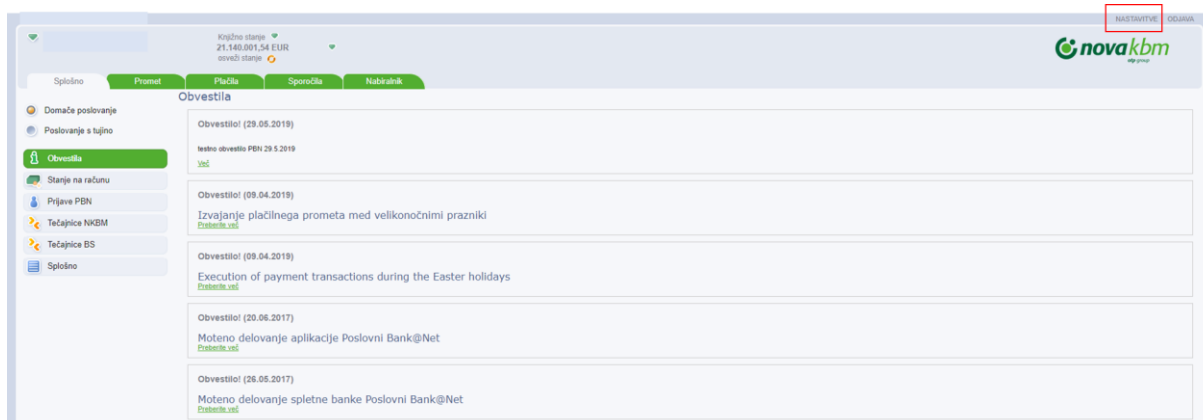 NASTAVITVE ODJAVA
Knjižno stanje
21.140.001,54 EUR
osveži stanje
nova kbm
otp group
Splošno Promet Plačila Sporočila Nabiralnik
Domače poslovanje
Poslovanje s tujino
Obvestila
Stanje na računu
Prijave PBN
Tečajnice NKBM
Tečajnice BS
Splošno
Obvestila
Obvestilo! (29.05.2019)
testno obvestilo PBN 29.5.2019
Več
Obvestilo! (09.04.2019)
Izvajanje plačilnega prometa med velikonočnimi prazniki
Preberite več
Obvestilo! (09.04.2019)
Execution of payment transactions during the Easter holidays
Preberite več
Obvestilo! (20.06.2017)
Moteno delovanje aplikacije Poslovni Bank@Net
Preberite več
Obvestilo! (26.05.2017)
Moteno delovanje spletne banke Poslovni Bank@Net
Preberite več